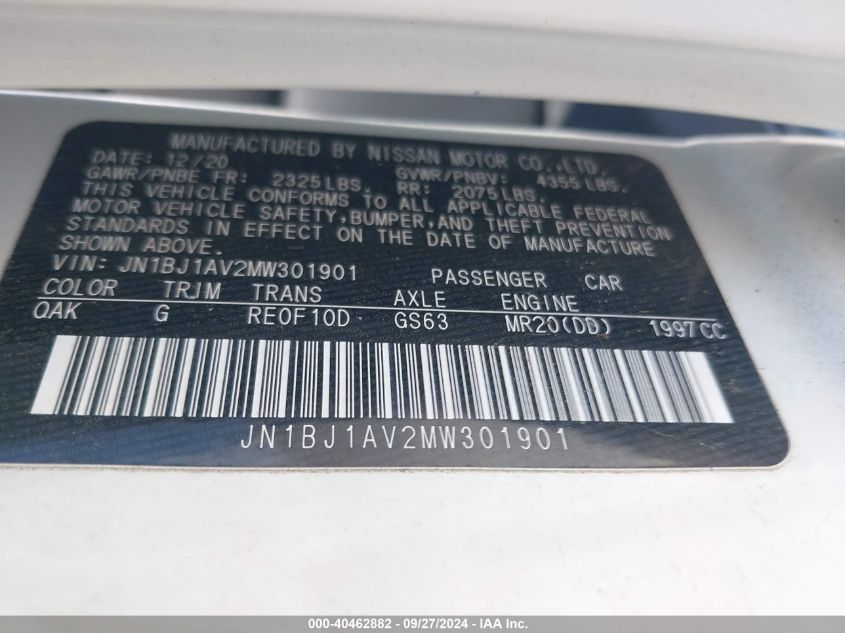 MANUFACTURED BY NISSAN MOTOR CO.,LTD.
DATE: 12/20
GAWR/PNBE FR: 2325LBS. GVWR/PNBV: 4355LBS.
RR: 2075LBS.
THIS VEHICLE CONFORMS TO ALL APPLICABLE FEDERAL
MOTOR VEHICLE SAFETY,BUMPER,AND THEFT PREVENTION
STANDARDS IN EFFECT ON THE DATE OF MANUFACTURE
SHOWN ABOVE.
VIN: JN1BJ1AV2MW301901 PASSENGER CAR
COLOR TRIM TRANS AXLE ENGINE
QAK G RE0F10D GS63 MR20(DD) 1997CC
JN1BJ1AV2MW301901
000-40462882 - 09/27/2024 - IAAI.com